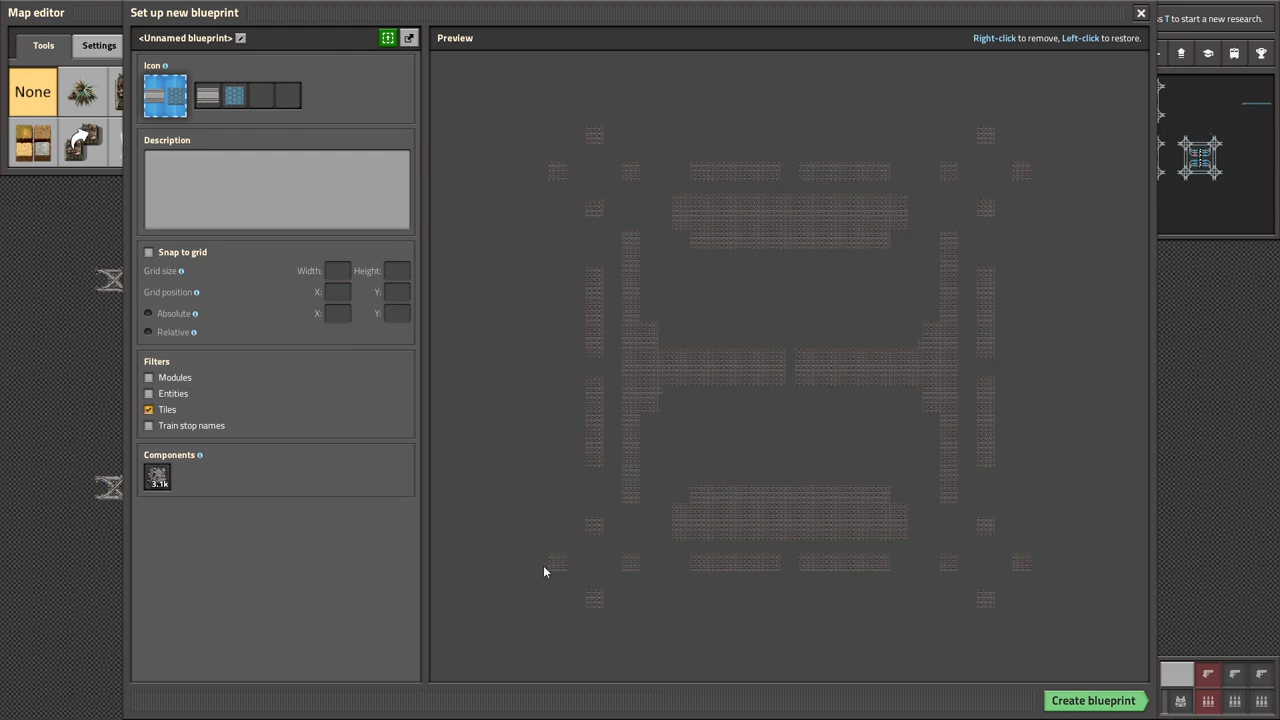 Map editor
Set up new blueprint
ss T to start a new research.
Tools
Settings
<Unnamed blueprint>
Preview
Right-click to remove, Left-click to restore.
Icon
None
Description
Snap to grid
Grid size
Width:
Height:
Grid position
X:
Y:
Absolute
X:
Y:
Relative
Filters
Modules
Entities
Tiles
Train stop names
Components
3.1k
Create blueprint